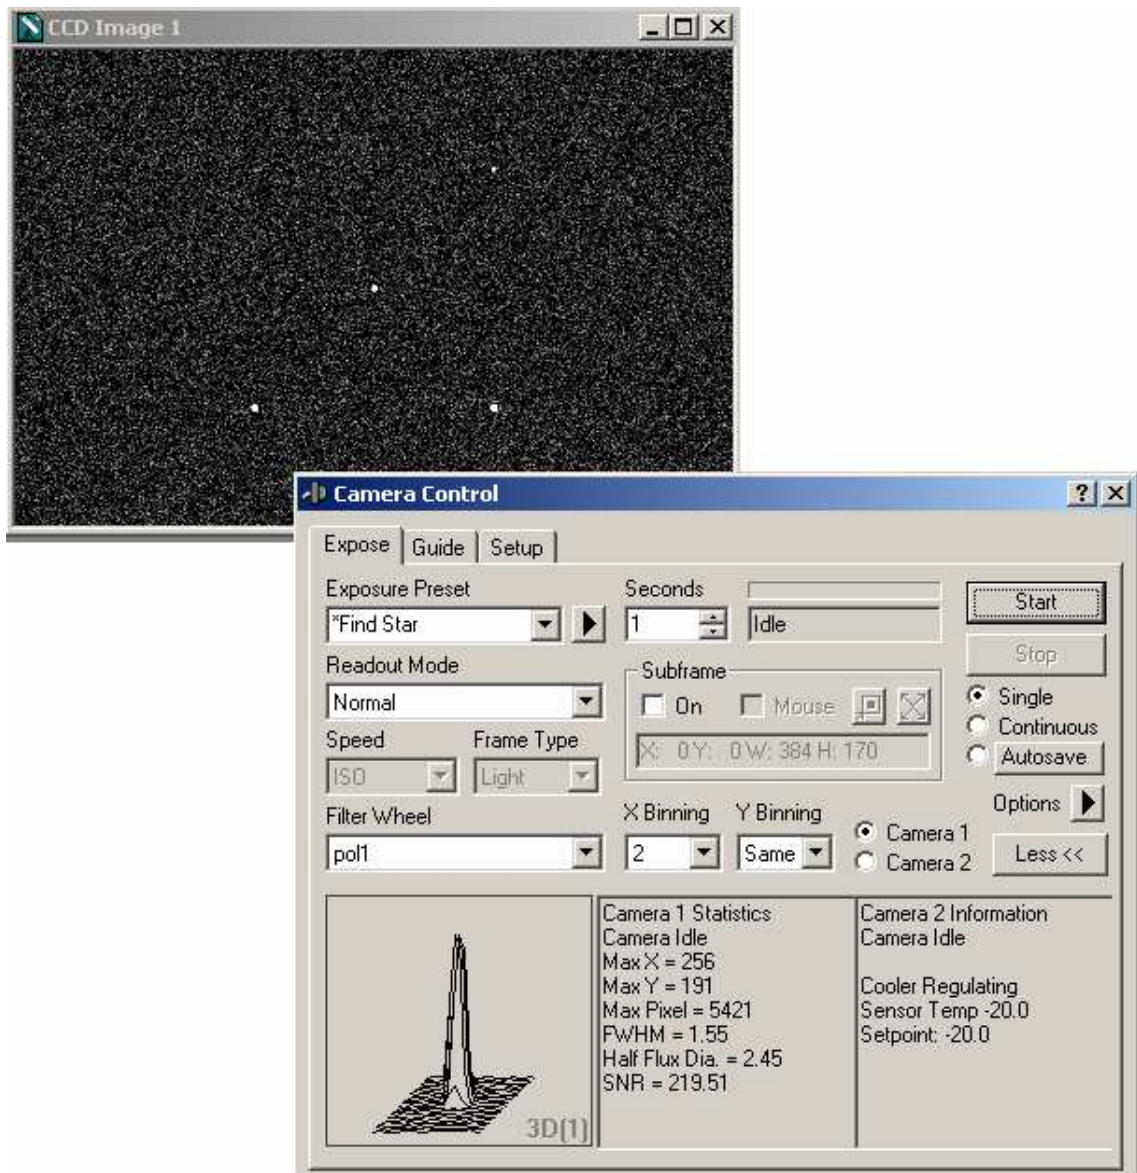 CCD Image 1
Camera Control
Expose Guide Setup
Exposure Preset Seconds
*Find Star 1 Idle Start
Stop
Readout Mode Subframe
Normal On Mouse Single
Continuous
Speed Frame Type X: 0 Y: 0 W: 384 H: 170 Autosave
ISO Light
Options
Filter Wheel X Binning Y Binning Camera 1
pol1 2 Same Camera 2 Less <<
3D(1)
Camera 1 Statistics
Camera Idle
Max X = 256
Max Y = 191
Max Pixel = 5421
FWHM = 1.55
Half Flux Dia. = 2.45
SNR = 219.51
Camera 2 Information
Camera Idle
Cooler Regulating
Sensor Temp -20.0
Setpoint: -20.0